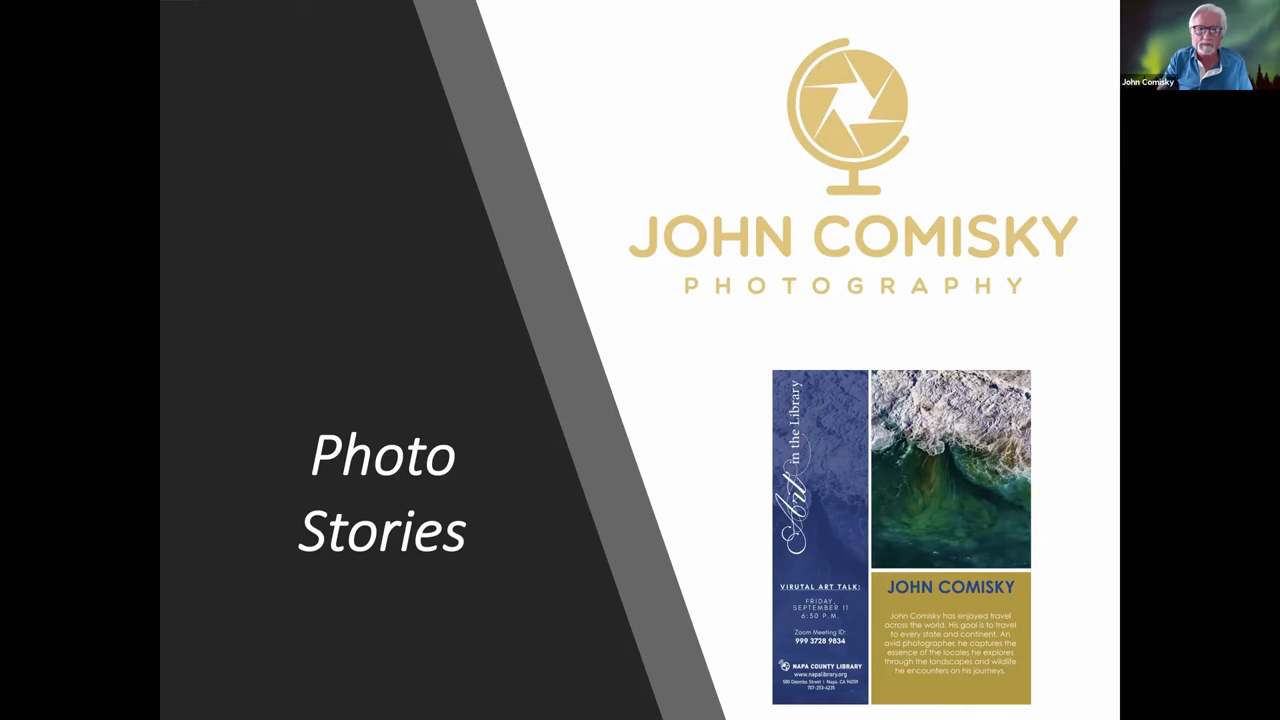 John Comisky
JOHN COMISKY
PHOTOGRAPHY
Photo
Stories
Art in the Library
VIRUTAL ART TALK:
FRIDAY,
SEPTEMBER 11
6:30 P.M.
Zoom Meeting ID:
999 3728 9834
NAPA COUNTY LIBRARY
www.napalibrary.org
580 Coombs Street | Napa, CA 94559
707-253-4235
JOHN COMISKY
John Comisky has enjoyed travel
across the world. His goal is to travel
to every state and continent. An
avid photographer, he captures the
essence of the locales he explores
through the landscapes and wildlife
he encounters on his journeys.